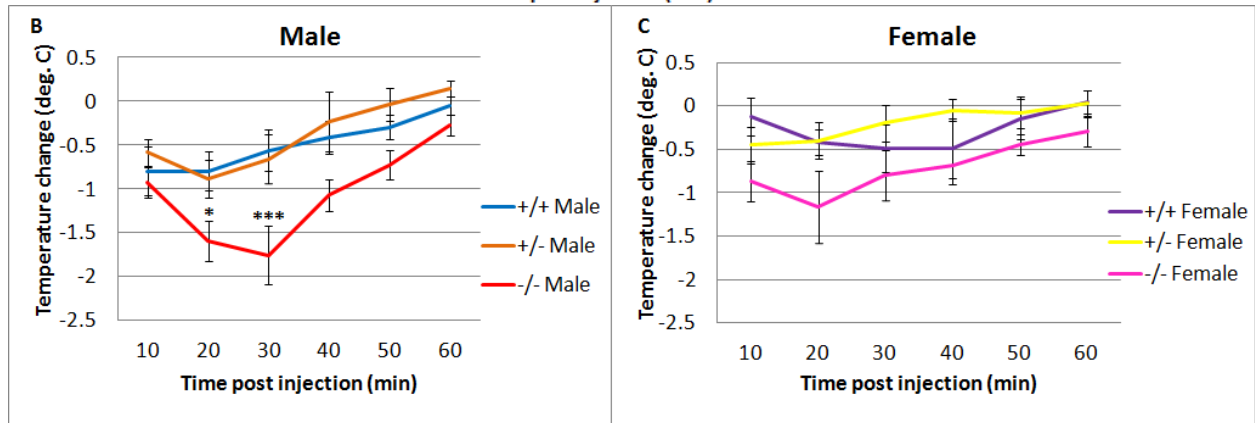 B
Male
Temperature change (deg. C)
0.5
0
-0.5
-1
-1.5
-2
-2.5
*
***
10 20 30 40 50 60
Time post injection (min)
+/+ Male
+/- Male
-/- Male
C
Female
Temperature change (deg. C)
0.5
0
-0.5
-1
-1.5
-2
-2.5
10 20 30 40 50 60
Time post injection (min)
+/+ Female
+/- Female
-/- Female